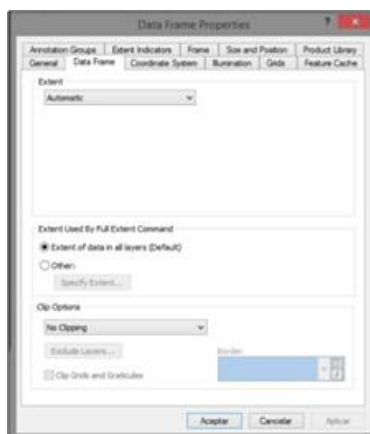 Data Frame Properties
Annotation Groups Extent Indicators Frame Size and Position Product Library
General Data Frame Coordinate System Illumination Grids Feature Cache
Extent
Automatic
Extent Used By Full Extent Command
Extent of data in all layers (Default)
Other:
Specify Extent...
Clip Options
No Clipping
Exclude Layers...
Border
Clip Grids and Graticules
Aceptar Cancelar Aplicar